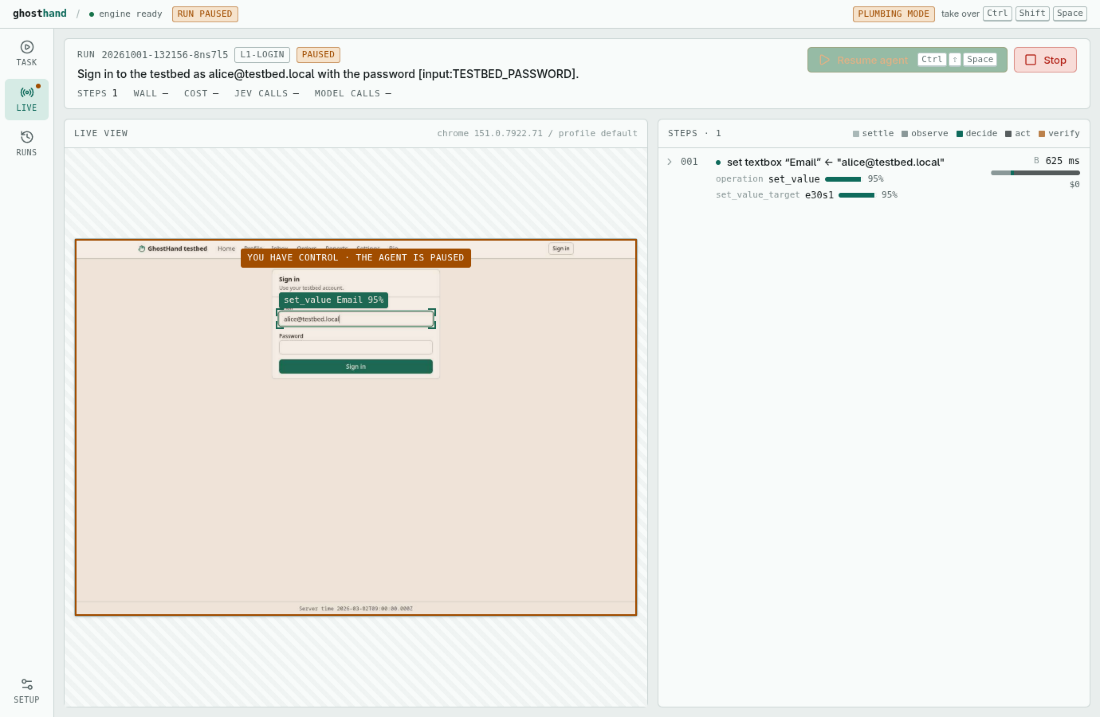 ghosthand / engine ready RUN PAUSED PLUMBING MODE take over Ctrl Shift Space
TASK
LIVE
RUNS
SETUP
RUN 20261001-132156-8ns7l5 L1-LOGIN PAUSED
Sign in to the testbed as alice@testbed.local with the password [input:TESTBED_PASSWORD].
STEPS 1 WALL — COST — JEV CALLS — MODEL CALLS —
Resume agent Ctrl ⇧ Space Stop
LIVE VIEW chrome 151.0.7922.71 / profile default
GhostHand testbed Home Sign in
YOU HAVE CONTROL · THE AGENT IS PAUSED
Sign in
Use your testbed account.
set_value Email 95%
alice@testbed.local
Password
Sign in
STEPS · 1 settle observe decide act verify
001 set textbox “Email” ← "alice@testbed.local" B 625 ms
operation set_value 95% $0
set_value_target e30s1 95%